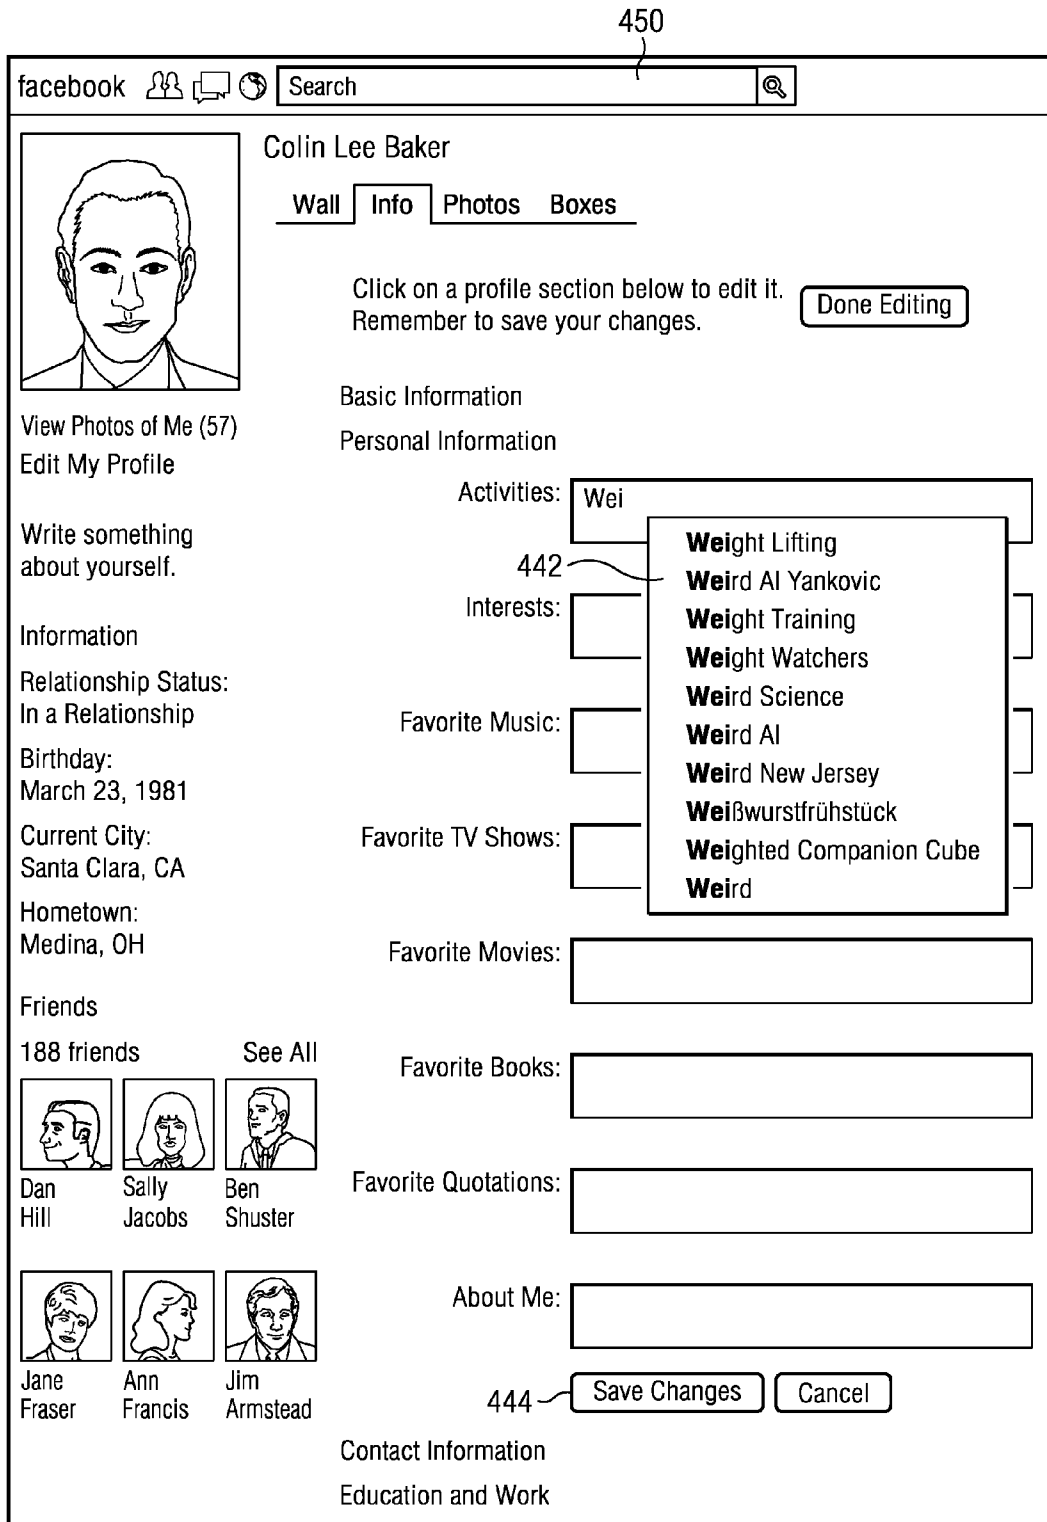 450
facebook
Search
Colin Lee Baker
Wall Info Photos Boxes
Click on a profile section below to edit it.
Remember to save your changes.
Done Editing
View Photos of Me (57)
Edit My Profile
Write something
about yourself.
Information
Relationship Status:
In a Relationship
Birthday:
March 23, 1981
Current City:
Santa Clara, CA
Hometown:
Medina, OH
Friends
188 friends See All
Dan
Hill
Sally
Jacobs
Ben
Shuster
Jane
Fraser
Ann
Francis
Jim
Armstead
Basic Information
Personal Information
Activities: Wei
442
Weight Lifting
Weird Al Yankovic
Weight Training
Weight Watchers
Weird Science
Weird Al
Weird New Jersey
Weißwurstfrühstück
Weighted Companion Cube
Weird
Interests:
Favorite Music:
Favorite TV Shows:
Favorite Movies:
Favorite Books:
Favorite Quotations:
About Me:
444
Save Changes Cancel
Contact Information
Education and Work